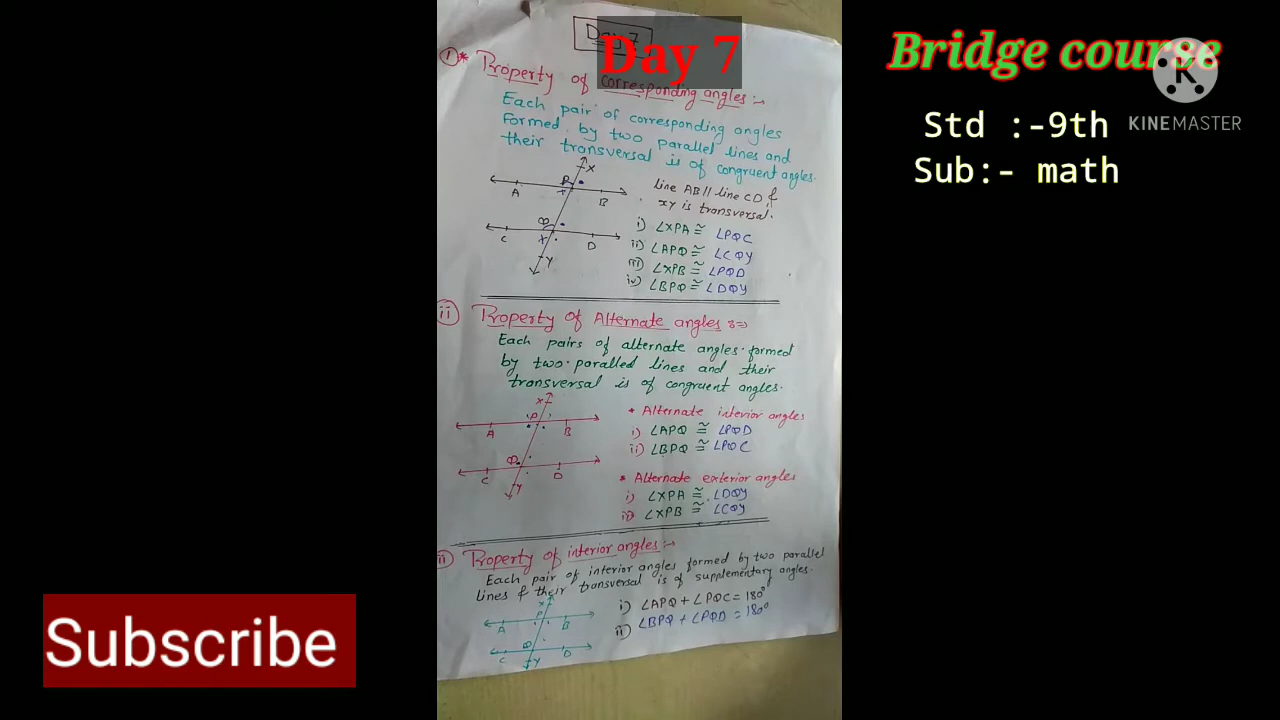 Day 7
Day 7
Bridge course
KINEMASTER
Std :-9th
Sub:- math
i * Property of corresponding angles :-
Each pair of corresponding angles
formed by two parallel lines and
their transversal is of congruent angles.
X
P
A
B
Q
C
D
Y
line AB // line CD &
XY is transversal.
i) ∠XPA ≅ ∠PQC
ii) ∠APQ ≅ ∠CQY
iii) ∠XPB ≅ ∠PQD
iv) ∠BPQ ≅ ∠DQY
ii Property of Alternate angles :=>
Each pairs of alternate angles formed
by two paralled lines and their
transversal is of congruent angles.
X
P
A
B
Q
C
D
Y
* Alternate interior angles
i) ∠APQ ≅ ∠PQD
ii) ∠BPQ ≅ ∠PQC
* Alternate exterior angles
i) ∠XPA ≅ ∠DQY
ii) ∠XPB ≅ ∠CQY
ii Property of interior angles :-
Each pair of interior angles formed by two parallel
lines & their transversal is of supplementary angles.
X
P
A
B
Q
C
D
Y
i) ∠APQ + ∠PQC = 180°
ii) ∠BPQ + ∠PQD = 180°
Subscribe